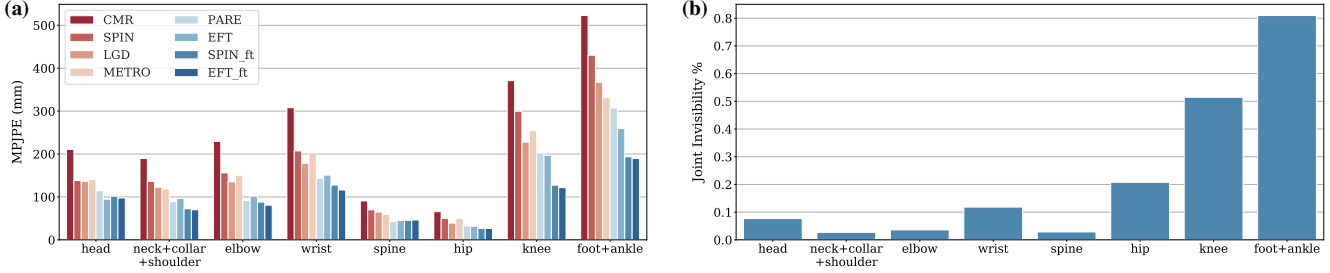 (a)
MPJPE (mm)
500
400
300
200
100
0
CMR
SPIN
LGD
METRO
PARE
EFT
SPIN_ft
EFT_ft
head
neck+collar
+shoulder
elbow
wrist
spine
hip
knee
foot+ankle
(b)
Joint Invisibility %
0.8
0.7
0.6
0.5
0.4
0.3
0.2
0.1
0.0
head
neck+collar
+shoulder
elbow
wrist
spine
hip
knee
foot+ankle